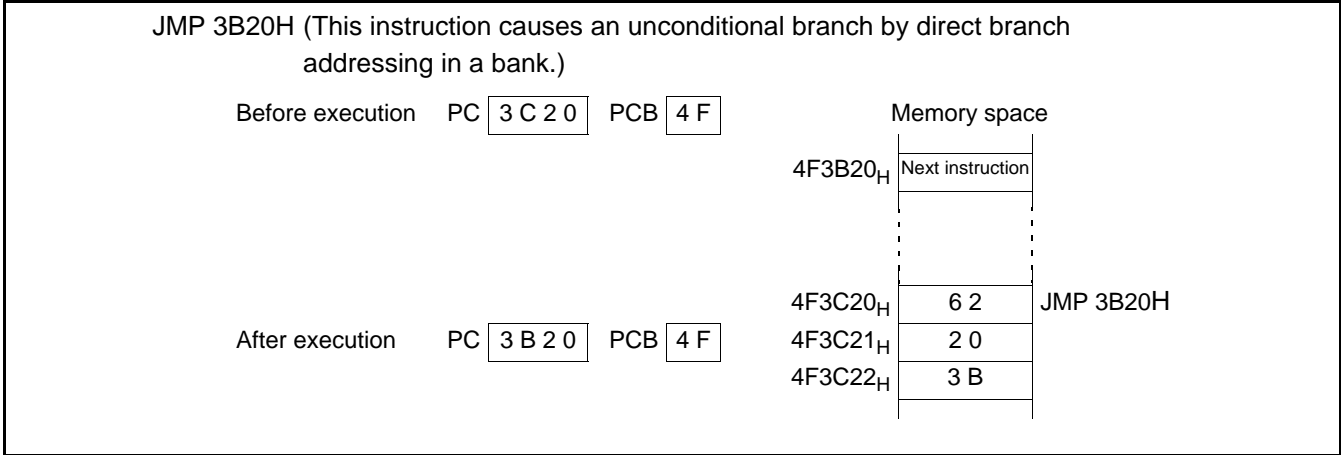 JMP 3B20H (This instruction causes an unconditional branch by direct branch
addressing in a bank.)
Before execution PC 3 C 2 0 PCB 4 F Memory space
4F3B20H Next instruction
4F3C20H 6 2 JMP 3B20H
After execution PC 3 B 2 0 PCB 4 F 4F3C21H 2 0
4F3C22H 3 B